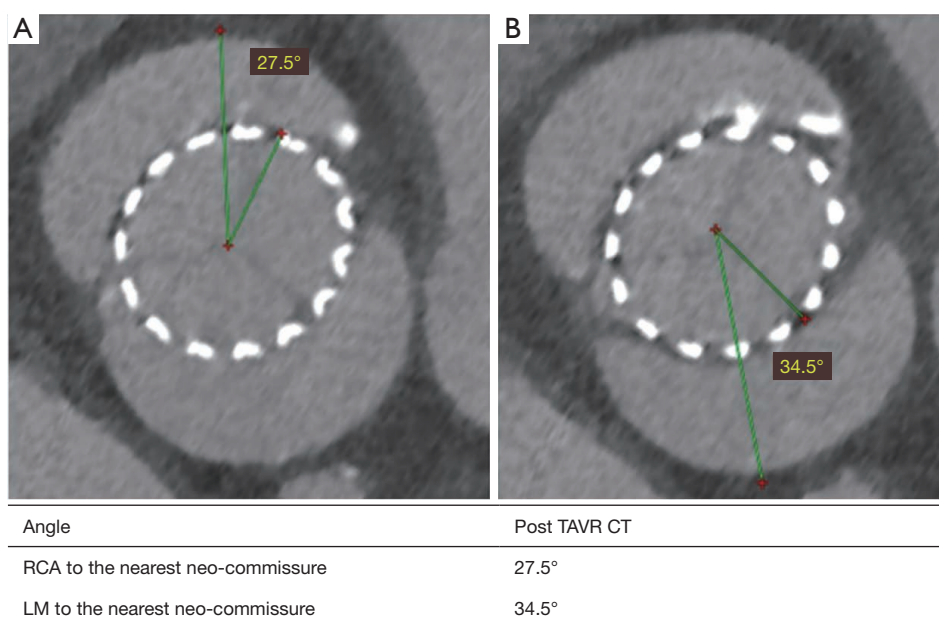 A
B
27.5°
34.5°
Angle Post TAVR CT
RCA to the nearest neo-commissure 27.5°
LM to the nearest neo-commissure 34.5°